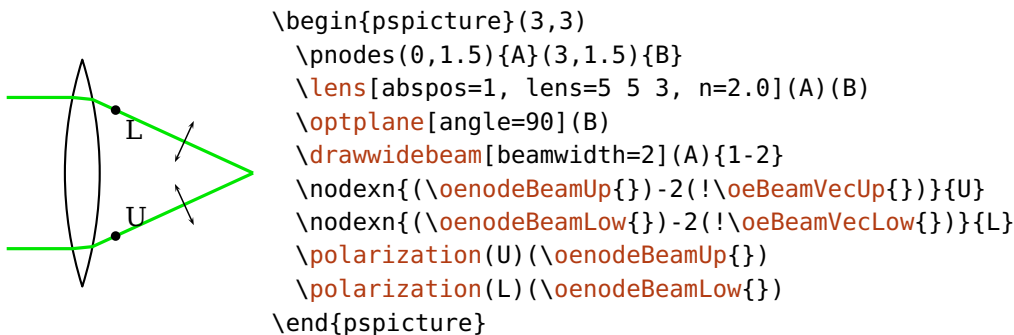 L
U
\begin{pspicture}(3,3)
  \pnodes(0,1.5){A}(3,1.5){B}
  \lens[abspos=1, lens=5 5 3, n=2.0](A)(B)
  \optplane[angle=90](B)
  \drawwidebeam[beamwidth=2](A){1-2}
  \nodexn{(\oenodeBeamUp{})-2(!\oeBeamVecUp{})}{U}
  \nodexn{(\oenodeBeamLow{})-2(!\oeBeamVecLow{})}{L}
  \polarization(U)(\oenodeBeamUp{})
  \polarization(L)(\oenodeBeamLow{})
\end{pspicture}